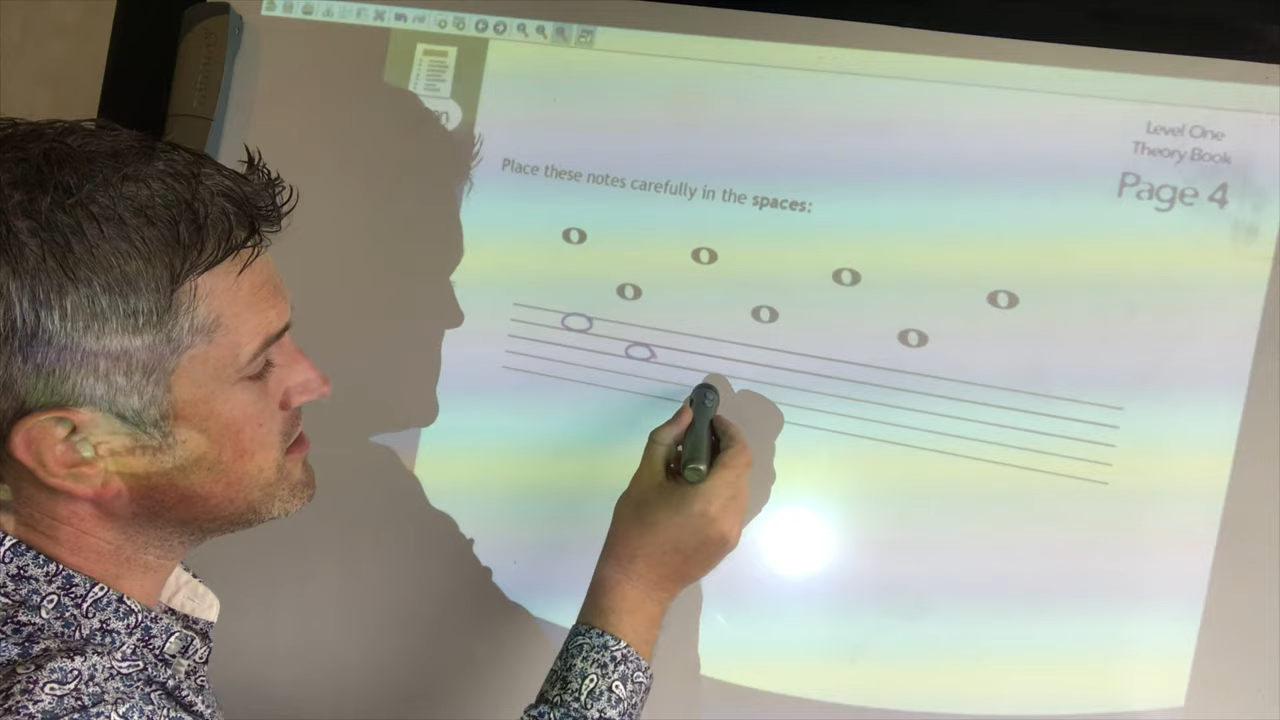 Level One
Theory Book
Page 4
Place these notes carefully in the spaces: